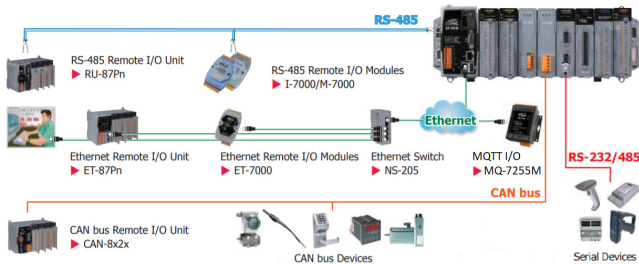 RS-485
RS-485 Remote I/O Unit
▶ RU-87Pn
RS-485 Remote I/O Modules
▶ I-7000/M-7000
Ethernet
Ethernet Remote I/O Unit
▶ ET-87Pn
Ethernet Remote I/O Modules
▶ ET-7000
Ethernet Switch
▶ NS-205
MQTT I/O
▶ MQ-7255M
RS-232/485
CAN bus
CAN bus Remote I/O Unit
▶ CAN-8x2x
CAN bus Devices
Serial Devices